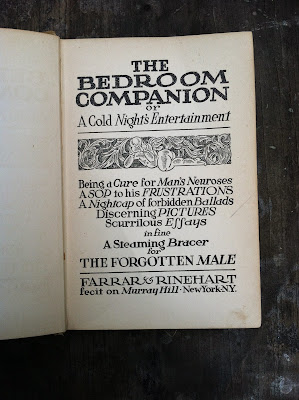 THE
BEDROOM
COMPANION
or
A Cold Night's Entertainment
Being a Cure for Man's Neuroses
A SOP to his FRUSTRATIONS
A Nightcap of forbidden Ballads
Discerning PICTURES
Scurrilous Essays
in fine
A Steaming Bracer
for
THE FORGOTTEN MALE
FARRAR & RINEHART
fecit on Murray Hill · New York·N.Y.